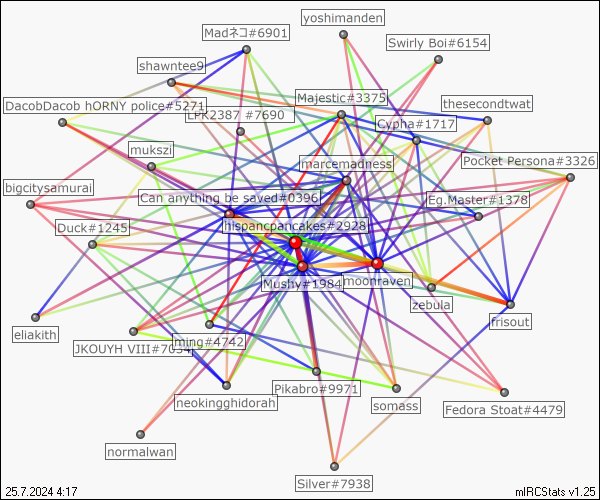 yoshimanden
Madネコ#6901
Swirly Boi#6154
shawntee9
DacobDacob hORNY police#5271
Majestic#3375
thesecondtwat
LPK2387 #7690
Cypha#1717
mukszi
marcemadness
Pocket Persona#3326
bigcitysamurai
Can anything be saved#0396
Eg.Master#1378
Duck#1245
hispancpancakes#2928
Mushy#1984
moonraven
zebula
frisout
eliakith
ming#4742
JKOUYH VIII#7034
Pikabro#9971
neokingghidorah
somass
Fedora Stoat#4479
normalwan
Silver#7938
25.7.2024 4:17
mIRCStats v1.25